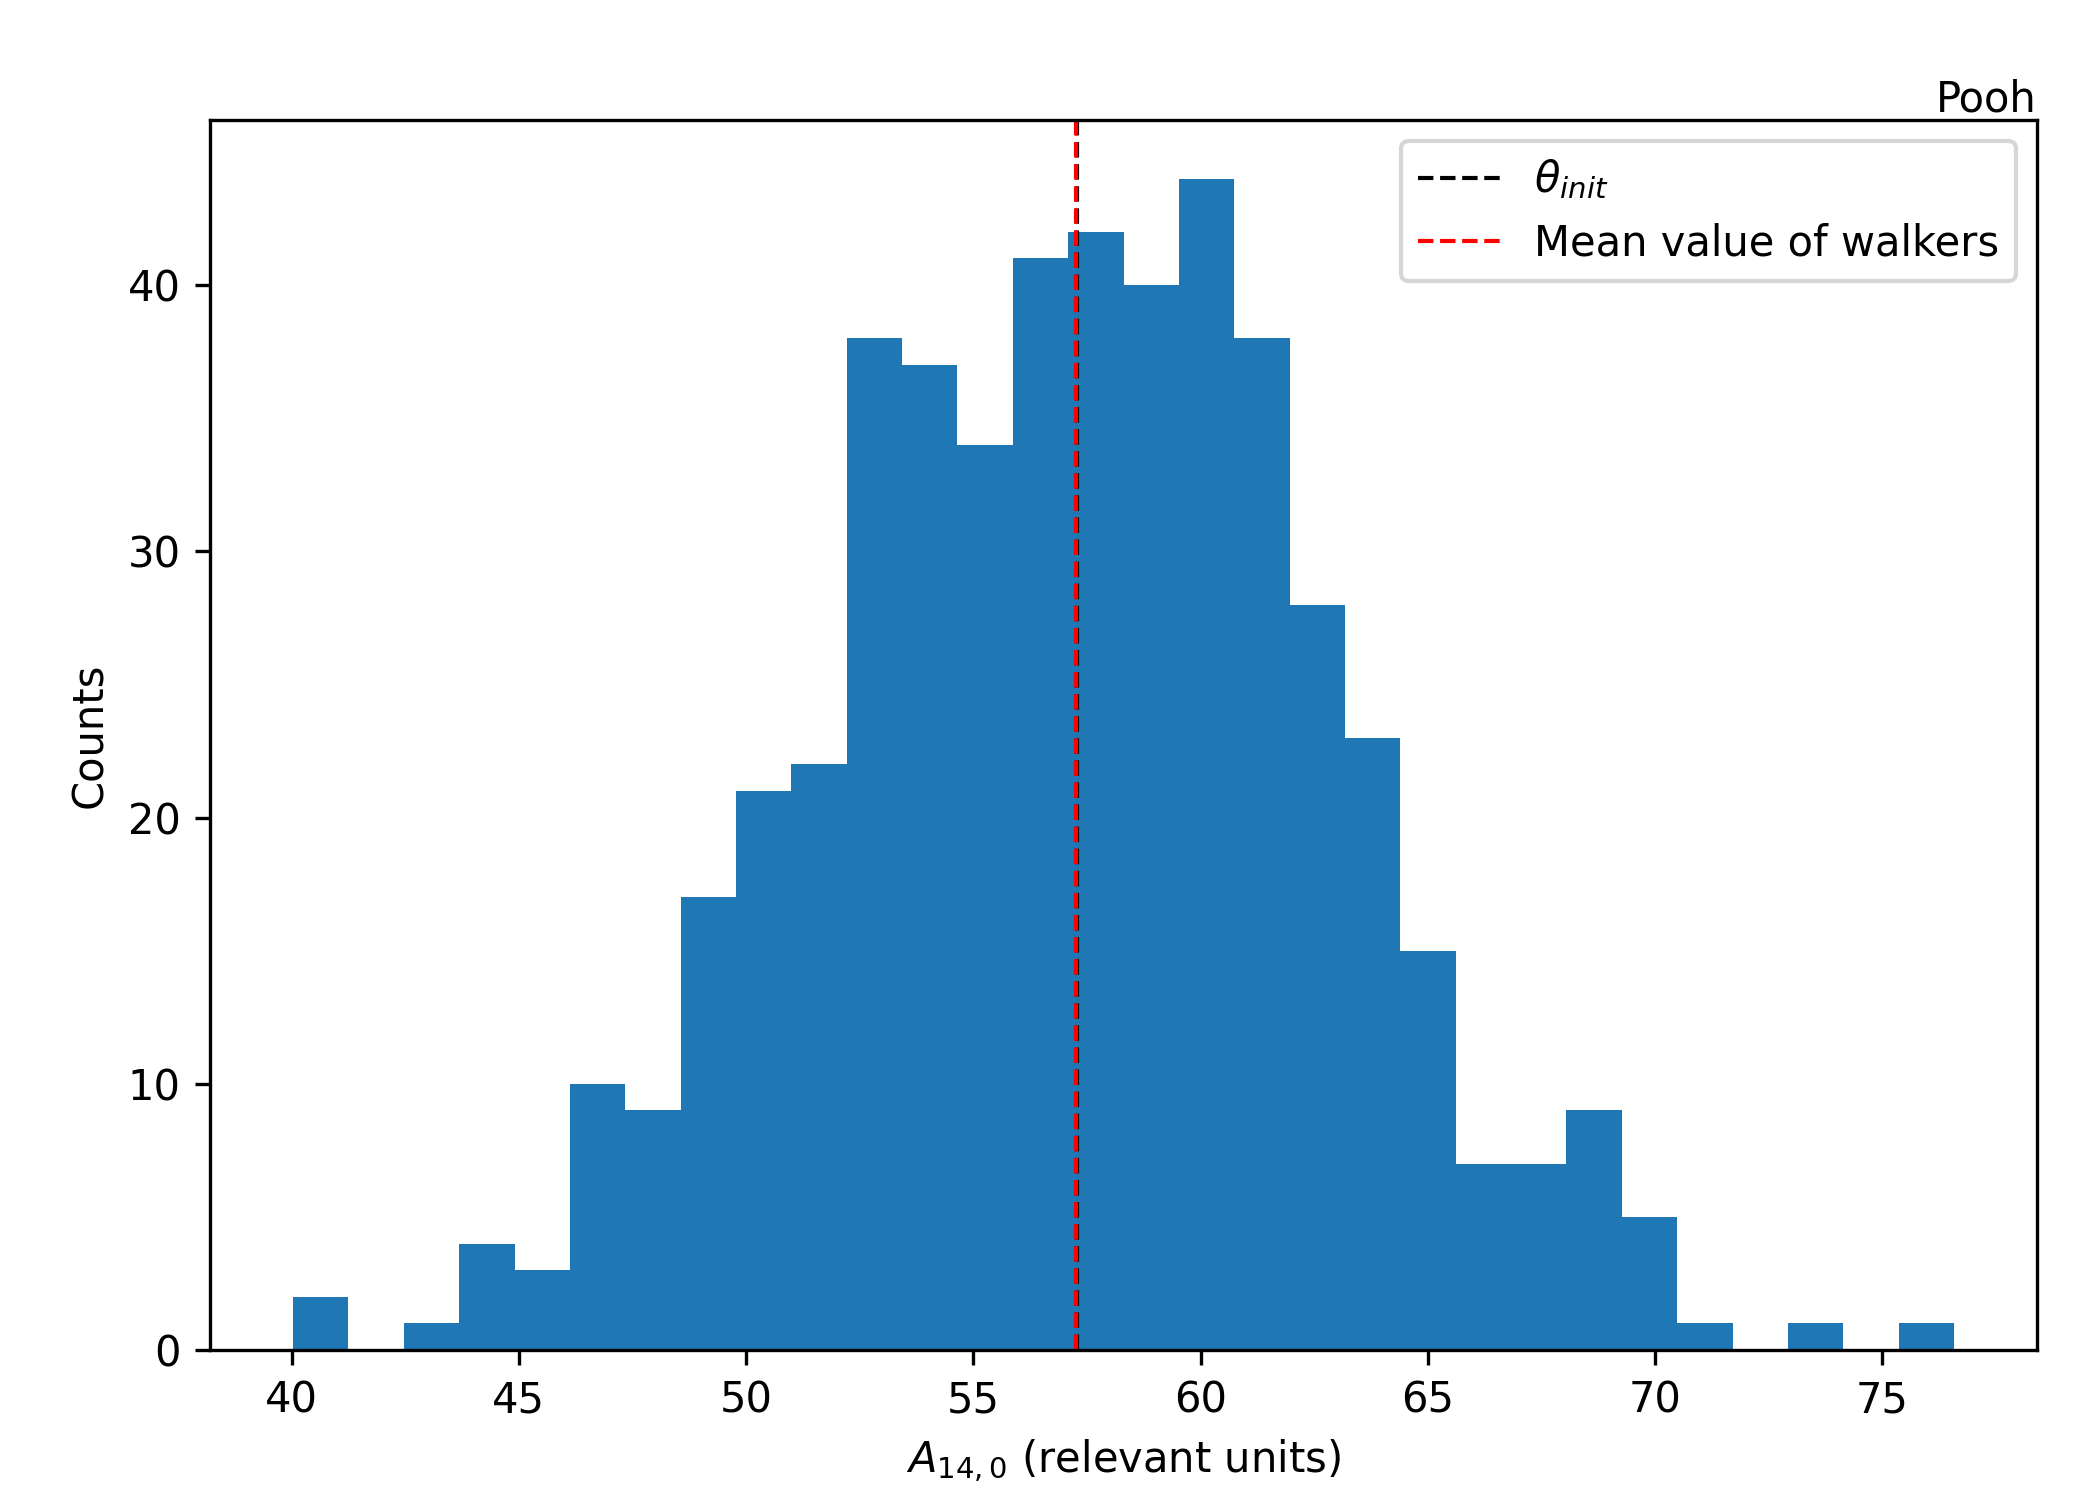 Pooh
θinit
Mean value of walkers
40
30
20
10
0
Counts
40 45 50 55 60 65 70 75
A14,0 (relevant units)